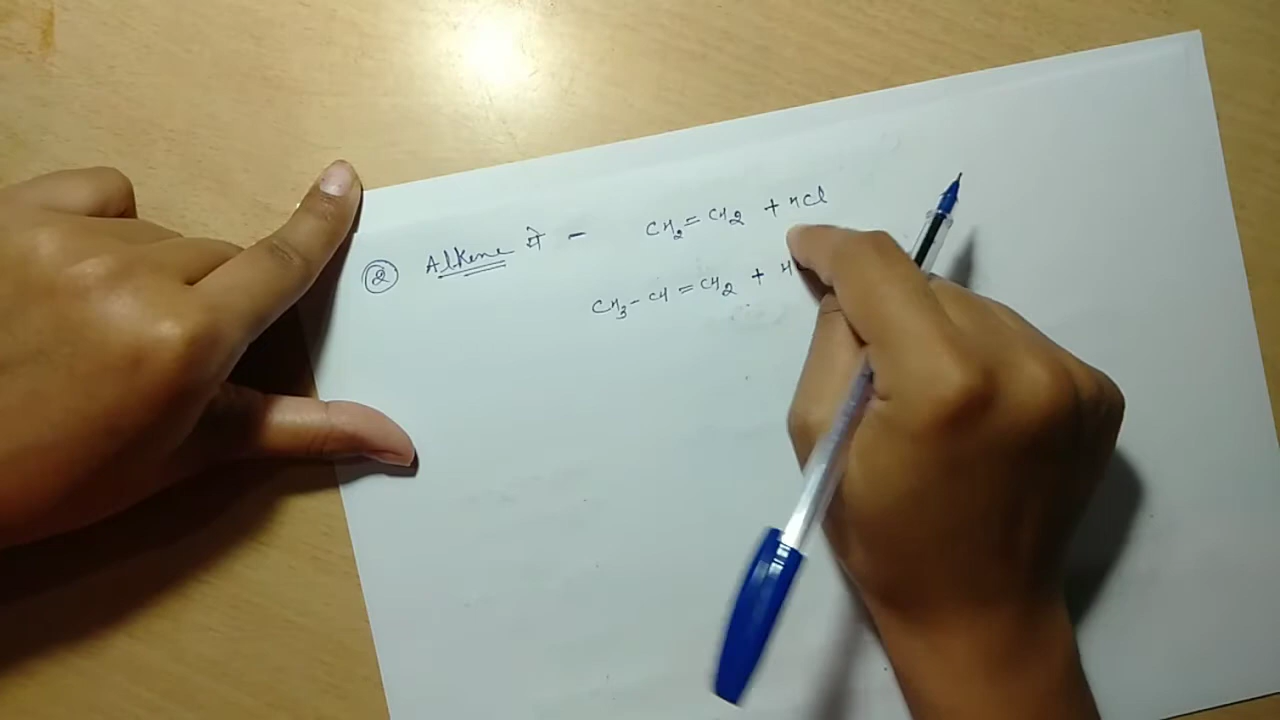 ② Alkene में - CH₂=CH₂ + HCl
CH₃-CH=CH₂ + H